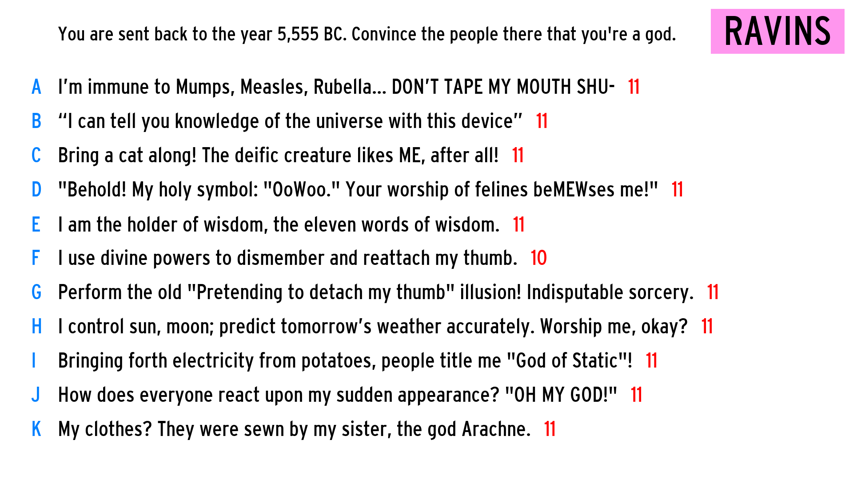 You are sent back to the year 5,555 BC. Convince the people there that you're a god.
RAVINS
A I’m immune to Mumps, Measles, Rubella... DON’T TAPE MY MOUTH SHU- 11
B “I can tell you knowledge of the universe with this device” 11
C Bring a cat along! The deific creature likes ME, after all! 11
D "Behold! My holy symbol: "OoWoo." Your worship of felines beMEWses me!" 11
E I am the holder of wisdom, the eleven words of wisdom. 11
F I use divine powers to dismember and reattach my thumb. 10
G Perform the old "Pretending to detach my thumb" illusion! Indisputable sorcery. 11
H I control sun, moon; predict tomorrow’s weather accurately. Worship me, okay? 11
I Bringing forth electricity from potatoes, people title me "God of Static"! 11
J How does everyone react upon my sudden appearance? "OH MY GOD!" 11
K My clothes? They were sewn by my sister, the god Arachne. 11